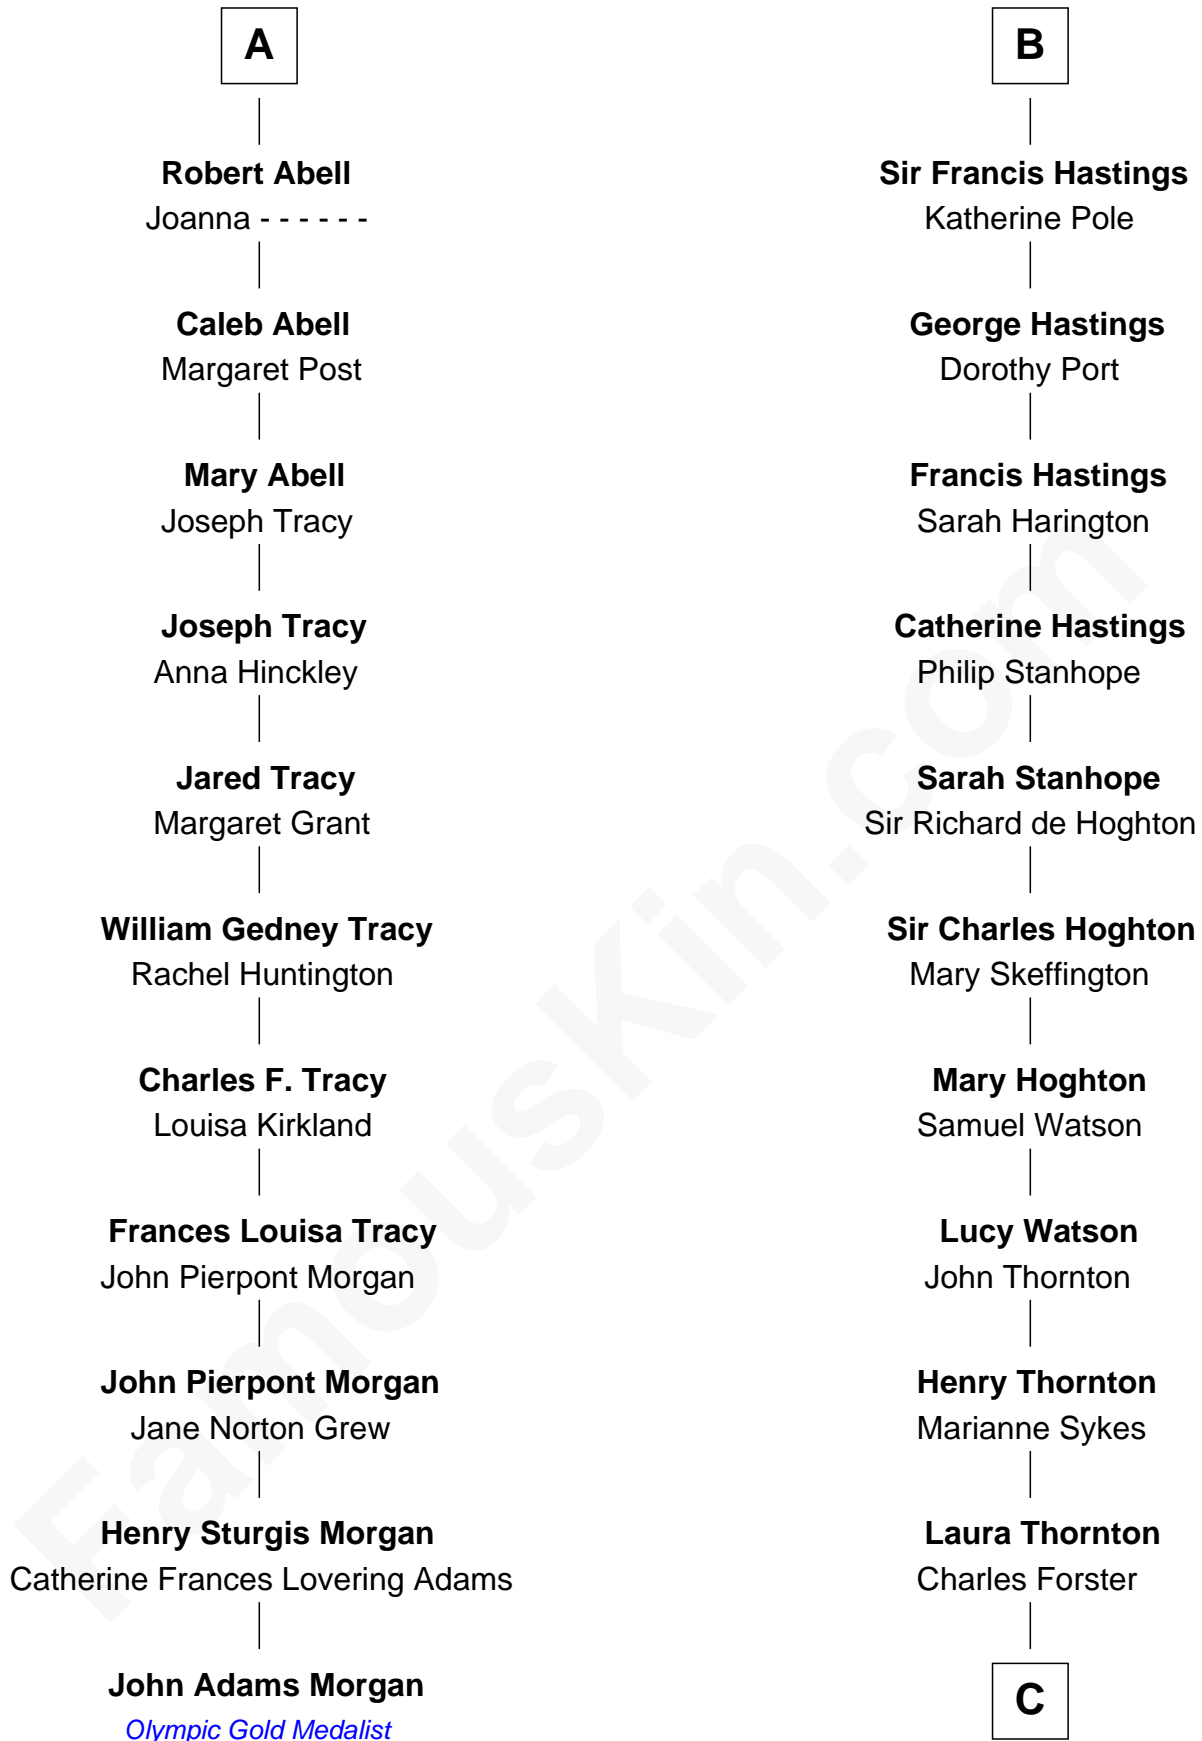 A
Robert Abell
Joanna - - - - - -
Caleb Abell
Margaret Post
Mary Abell
Joseph Tracy
Joseph Tracy
Anna Hinckley
Jared Tracy
Margaret Grant
William Gedney Tracy
Rachel Huntington
Charles F. Tracy
Louisa Kirkland
Frances Louisa Tracy
John Pierpont Morgan
John Pierpont Morgan
Jane Norton Grew
Henry Sturgis Morgan
Catherine Frances Lovering Adams
John Adams Morgan
Olympic Gold Medalist
B
Sir Francis Hastings
Katherine Pole
George Hastings
Dorothy Port
Francis Hastings
Sarah Harington
Catherine Hastings
Philip Stanhope
Sarah Stanhope
Sir Richard de Hoghton
Sir Charles Hoghton
Mary Skeffington
Mary Hoghton
Samuel Watson
Lucy Watson
John Thornton
Henry Thornton
Marianne Sykes
Laura Thornton
Charles Forster
C
FamousKin.com